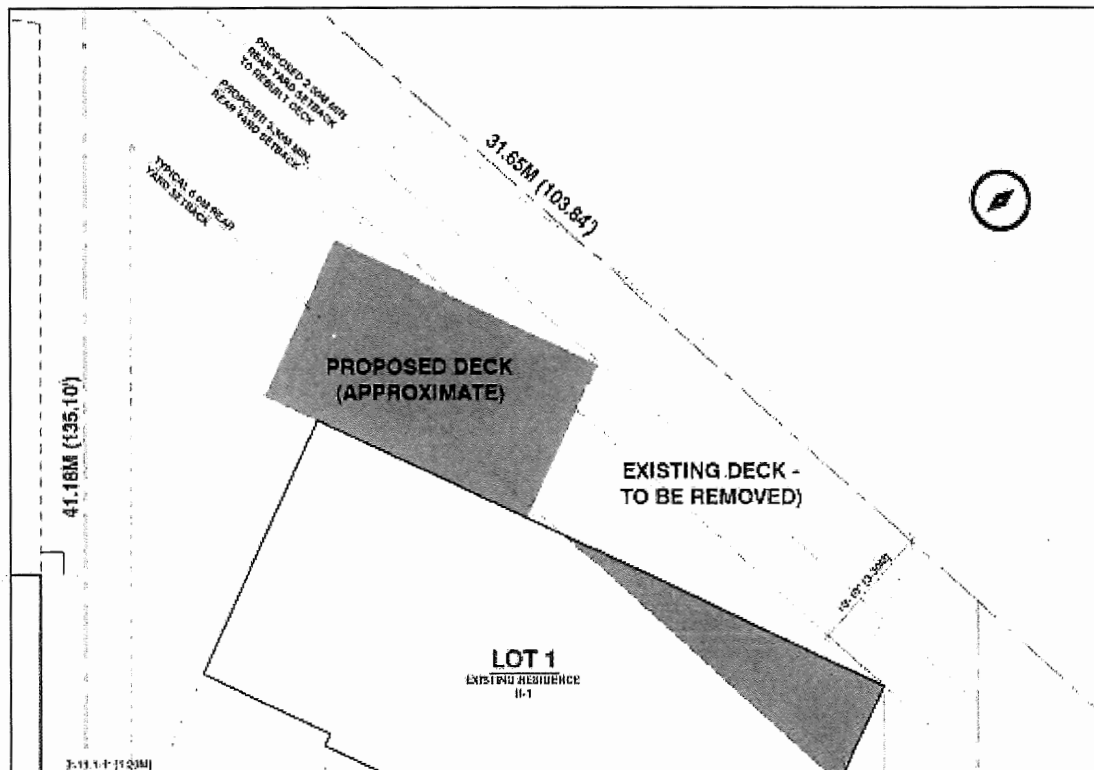 PROPOSED 2.50M MIN.
REAR YARD SETBACK
TO REBUILT DECK
PROPOSED 3.30M MIN.
REAR YARD SETBACK
TYPICAL 6.0M REAR
YARD SETBACK
31.65M (103.84')
PROPOSED DECK
(APPROXIMATE)
41.18M (135.10')
EXISTING DECK -
TO BE REMOVED)
LOT 1
EXISTING RESIDENCE